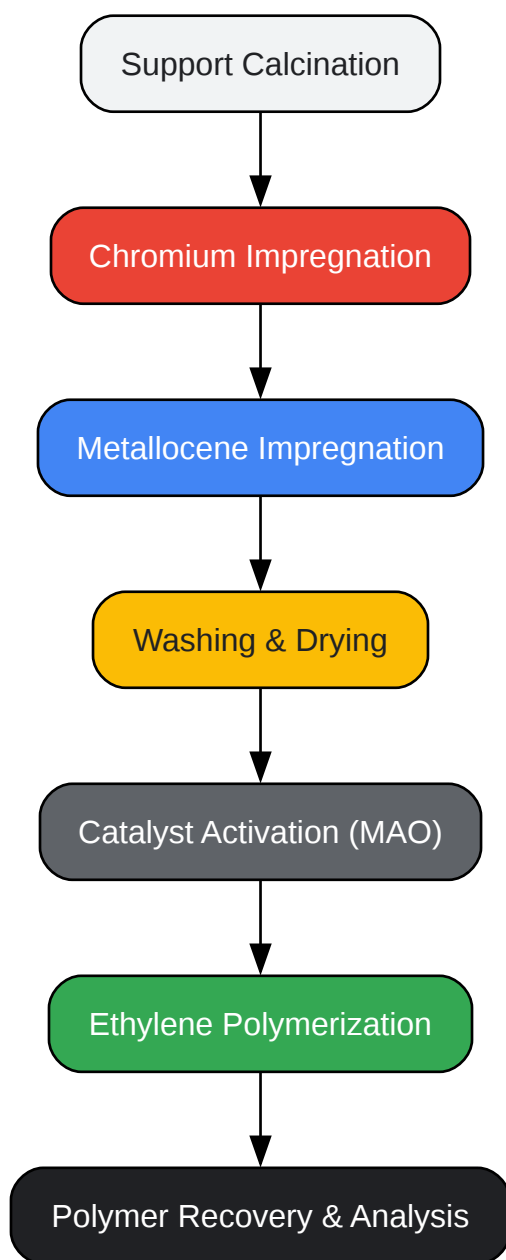 Support Calcination
Chromium Impregnation
Metallocene Impregnation
Washing & Drying
Catalyst Activation (MAO)
Ethylene Polymerization
Polymer Recovery & Analysis